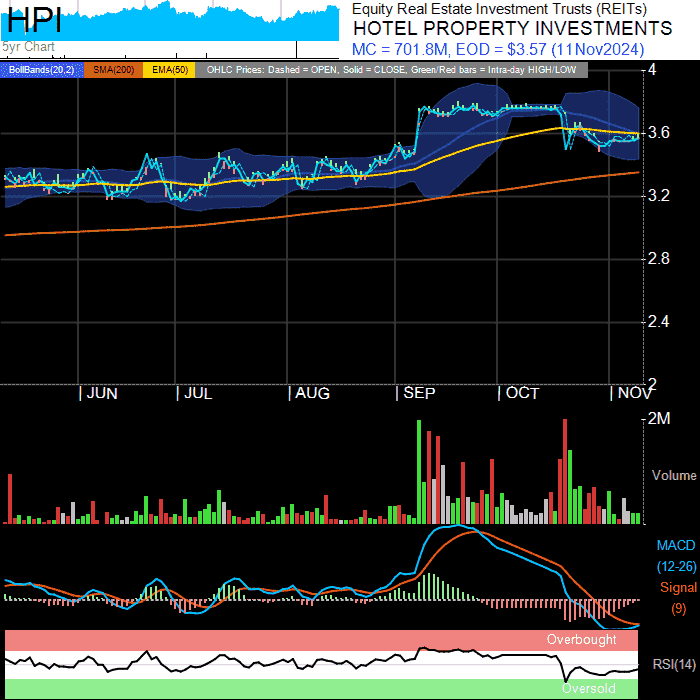 HPI
5yr Chart
Equity Real Estate Investment Trusts (REITs)
HOTEL PROPERTY INVESTMENTS
MC = 701.8M, EOD = $3.57 (11Nov2024)
BollBands(20,2) SMA(200) EMA(50) OHLC Prices: Dashed = OPEN, Solid = CLOSE, Green/Red bars = Intra-day HIGH/LOW
4
3.6
3.2
2.8
2.4
2
JUN JUL AUG SEP OCT NOV
2M
Volume
MACD
(12-26)
Signal
(9)
Overbought
RSI(14)
Oversold